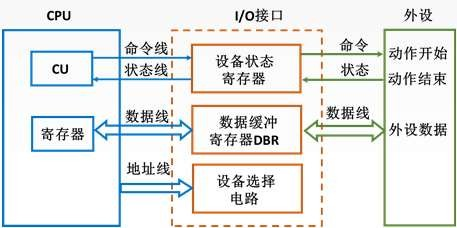 CPU
I/O接口
外设
CU
命令线
状态线
设备状态
寄存器
命令
状态
动作开始
动作结束
寄存器
数据线
数据缓冲
寄存器DBR
数据线
外设数据
地址线
设备选择
电路